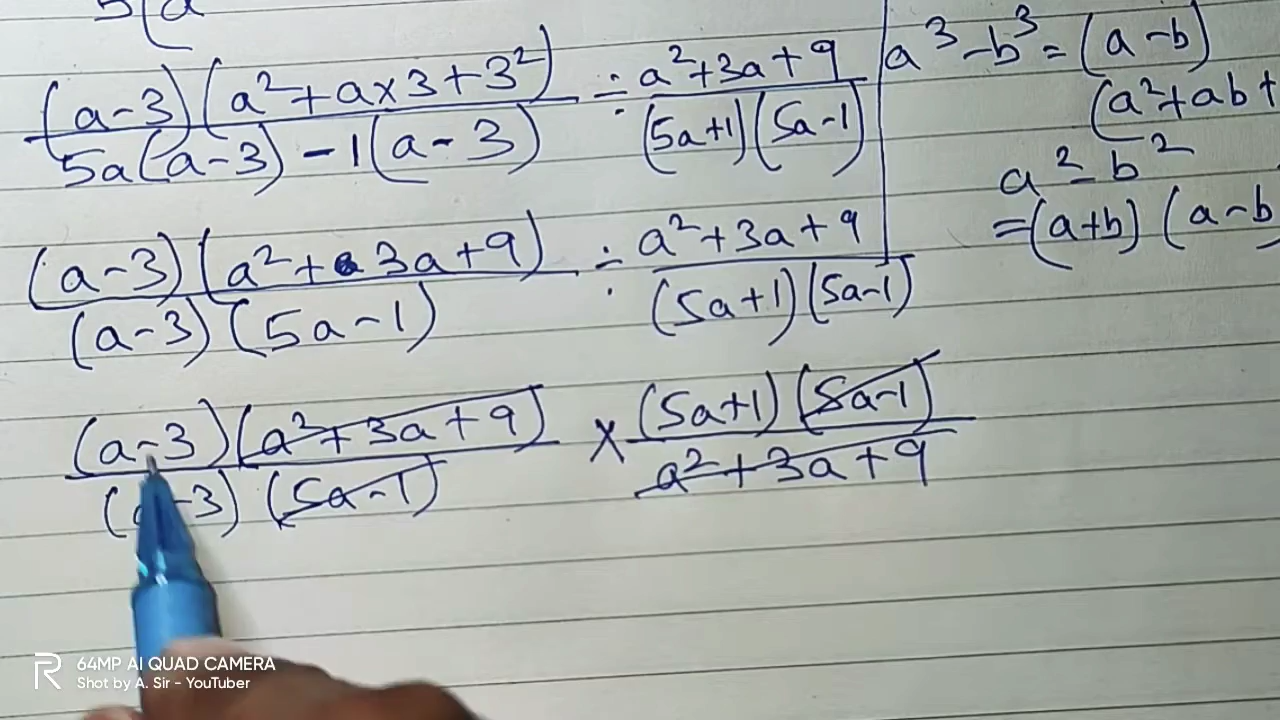 5(a
(a-3)(a²+a×3+3²) ÷ a²+3a+9
5a(a-3)-1(a-3) (5a+1)(5a-1)
(a-3)(a²+3a+9) ÷ a²+3a+9
(a-3)(5a-1) (5a+1)(5a-1)
(a-3)(a²+3a+9) × (5a+1)(5a-1)
(a-3)(5a-1) a²+3a+9
a³-b³=(a-b)
(a²+ab+
a²-b²
=(a+b)(a-b
64MP AI QUAD CAMERA
Shot by A. Sir - YouTuber